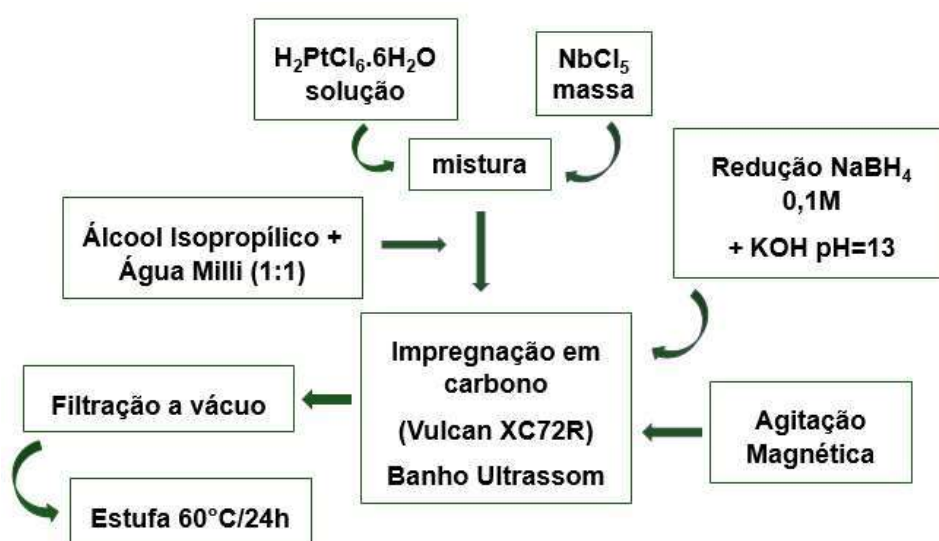 H₂PtCl₆.6H₂O
solução
NbCl₅
massa
mistura
Álcool Isopropílico +
Água Milli (1:1)
Redução NaBH₄
0,1M
+ KOH pH=13
Impregnação em
carbono
(Vulcan XC72R)
Banho Ultrassom
Agitação
Magnética
Filtração a vácuo
Estufa 60°C/24h